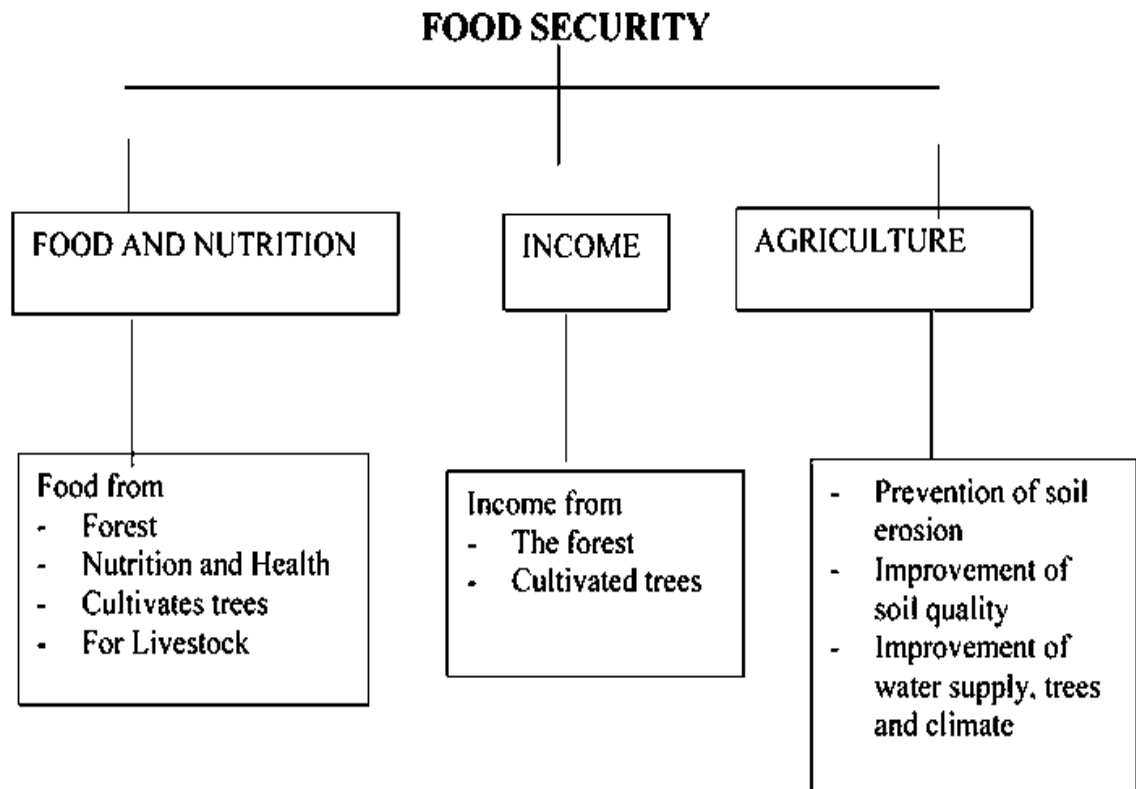 FOOD SECURITY
FOOD AND NUTRITION
INCOME
AGRICULTURE
Food from
- Forest
- Nutrition and Health
- Cultivates trees
- For Livestock
Income from
- The forest
- Cultivated trees
- Prevention of soil
erosion
- Improvement of
soil quality
- Improvement of
water supply, trees
and climate